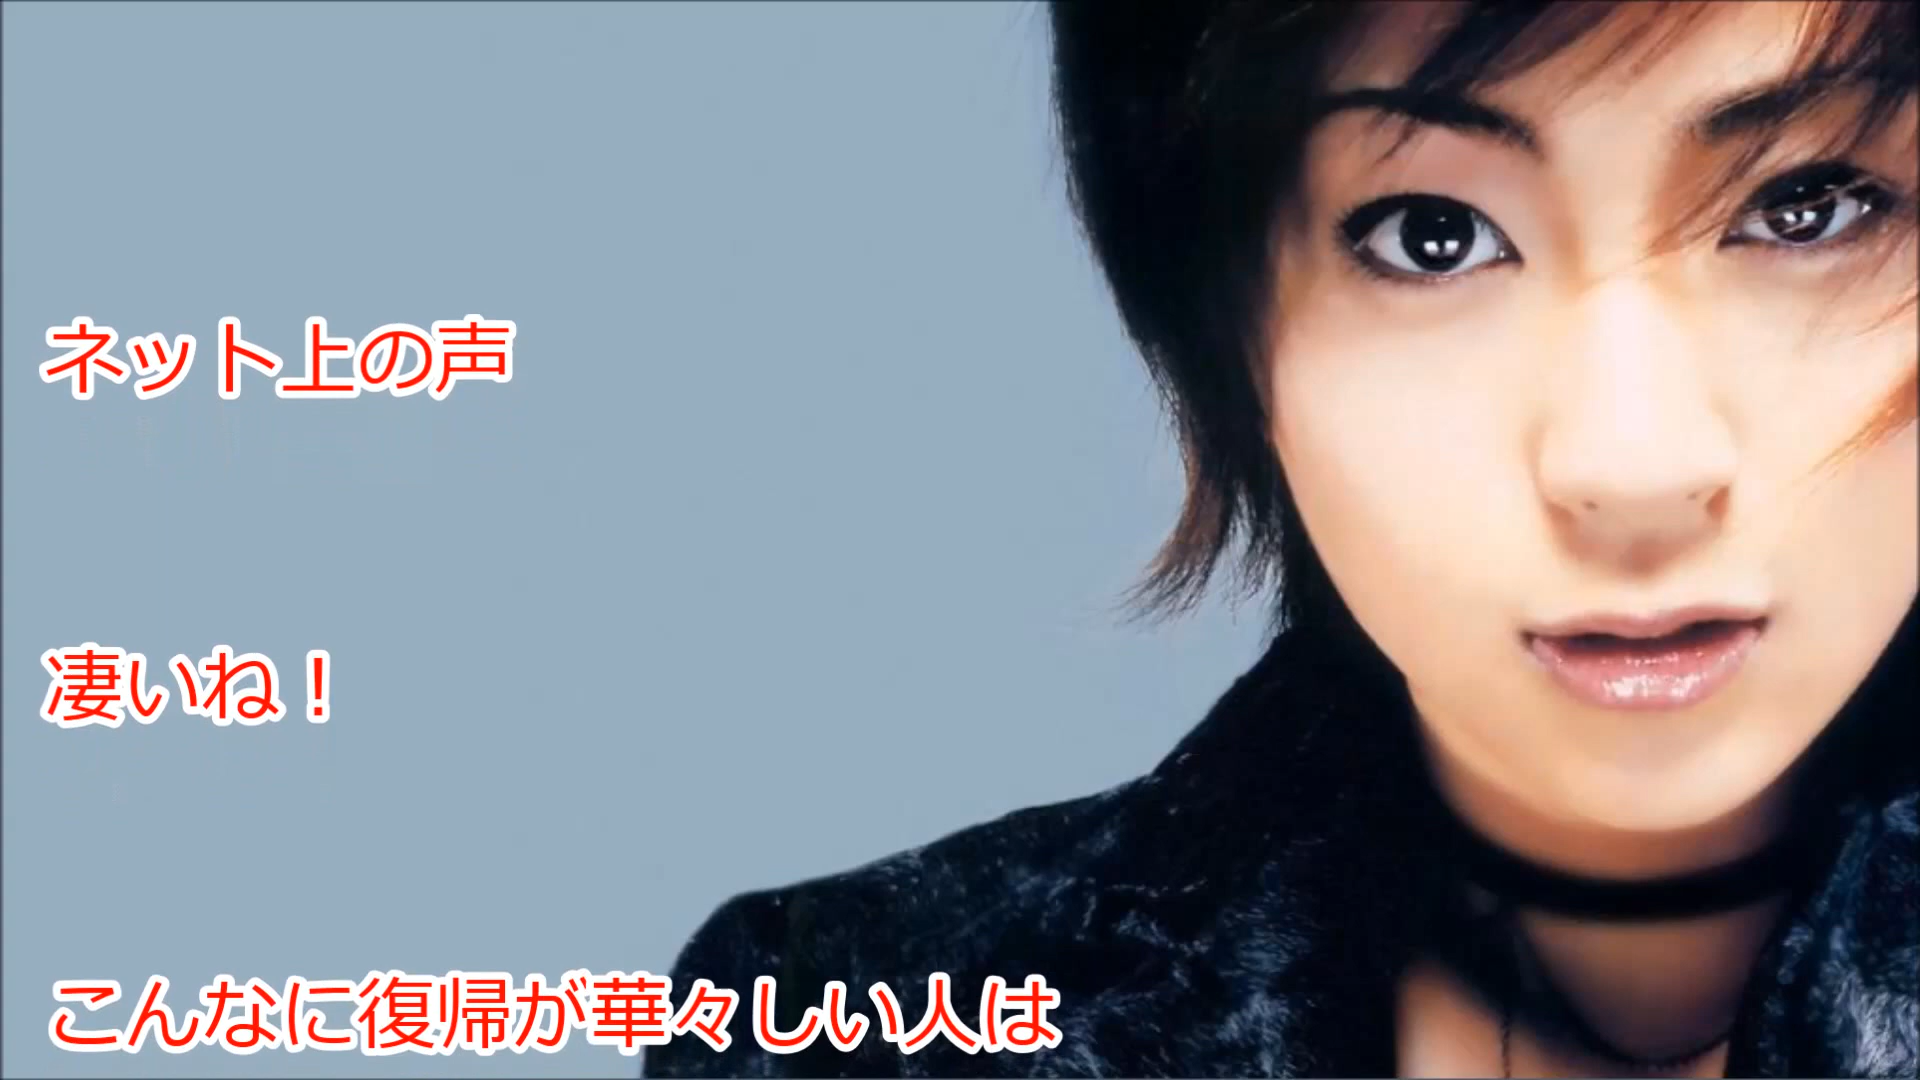 ネット上の声
凄いね！
こんなに復帰が華々しい人は